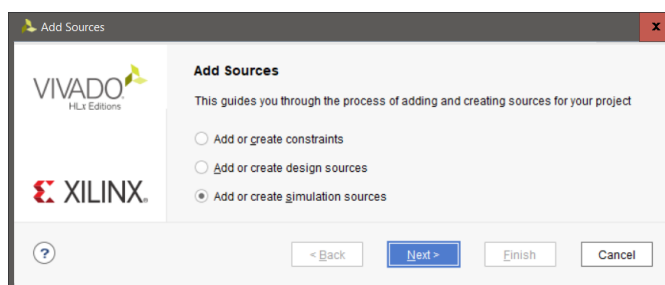 Add Sources
x
VIVADO.
HLx Editions
XILINX.
Add Sources
This guides you through the process of adding and creating sources for your project
Add or create constraints
Add or create design sources
Add or create simulation sources
?
< Back
Next >
Finish
Cancel